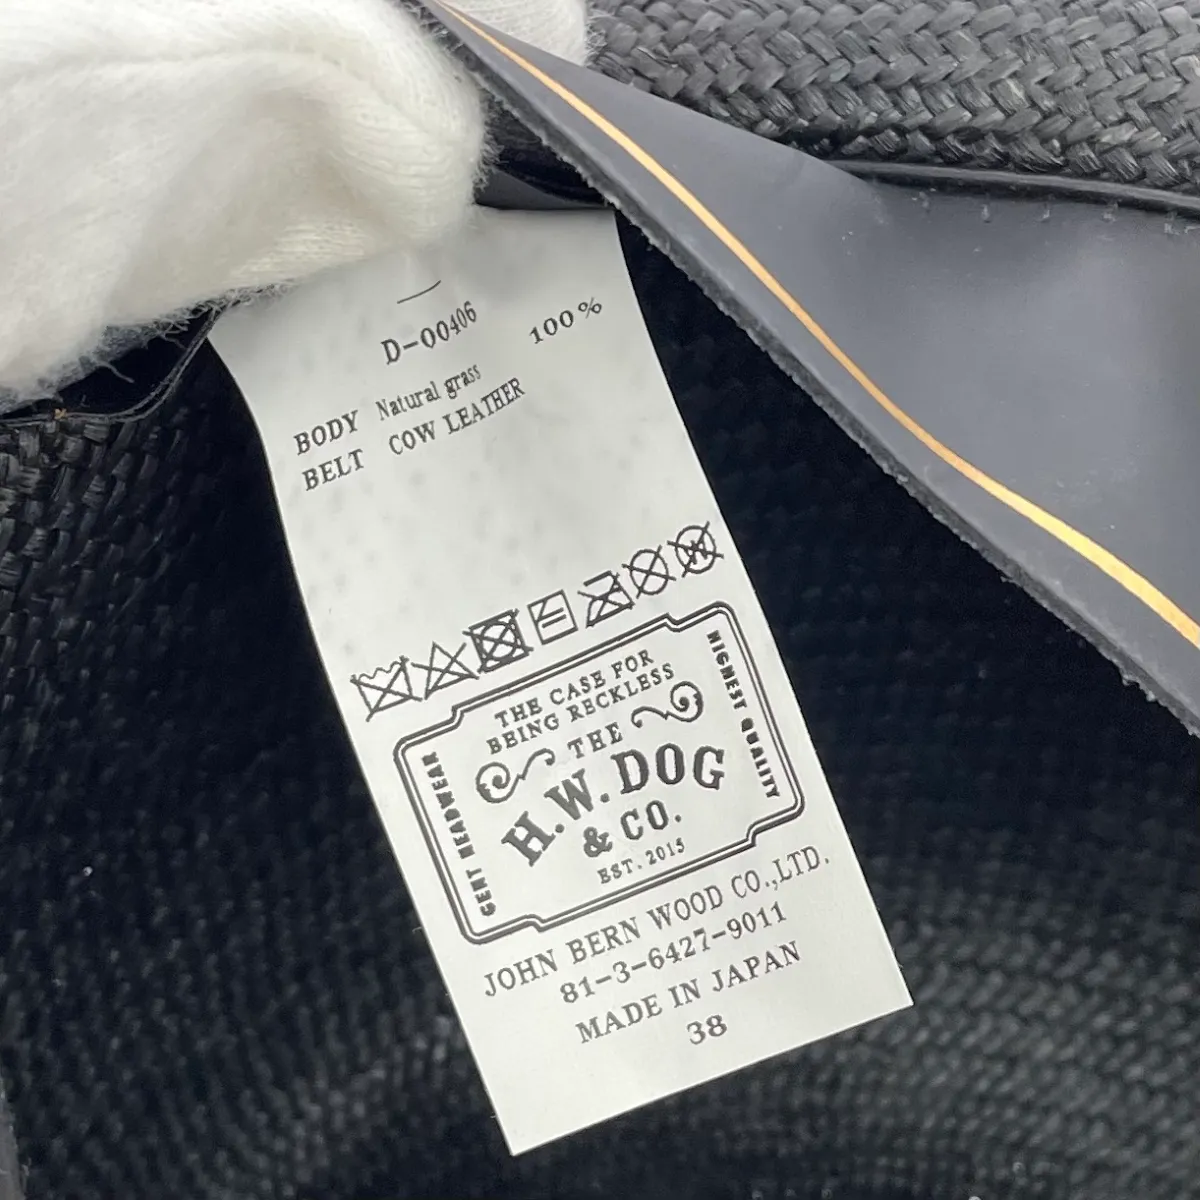 D-00406
BODY Natural grass 100%
BELT COW LEATHER
THE CASE FOR
BEING RECKLESS
THE
H.W. DOG
& CO.
EST. 2015
GENT HEADWEAR
HIGHEST QUALITY
JOHN BERN WOOD CO.,LTD.
81-3-6427-9011
MADE IN JAPAN
38